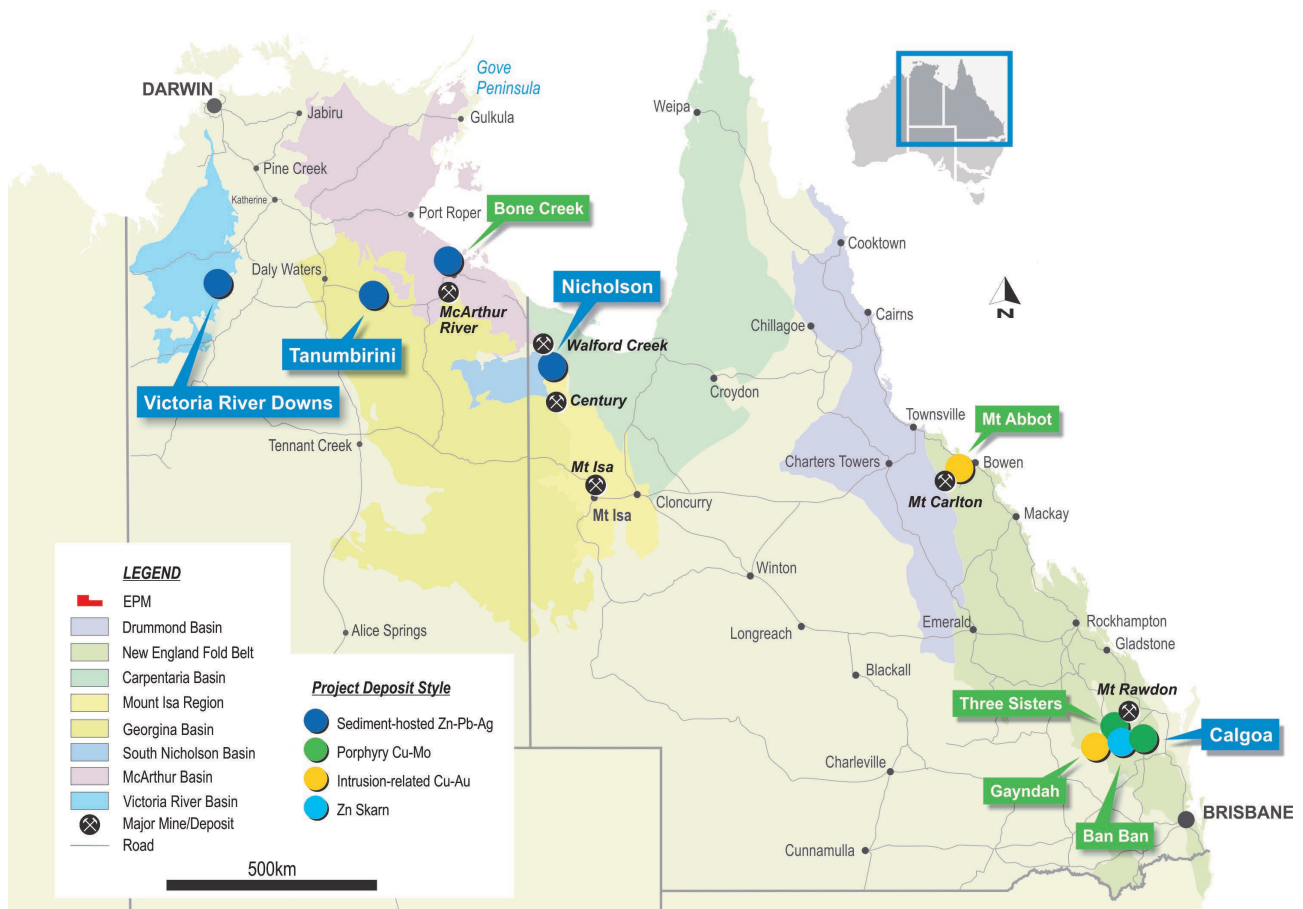 Gove
Peninsula
DARWIN
Jabiru
Gulkula
Weipa
Pine Creek
Katherine
Port Roper
Bone Creek
Cooktown
Daly Waters
Nicholson
N
McArthur
River
Cairns
Chillagoe
Walford Creek
Tanumbirini
Croydon
Victoria River Downs
Century
Townsville
Mt Abbot
Tennant Creek
Charters Towers
Bowen
Mt Isa
Mt Carlton
Cloncurry
Mt Isa
Mackay
Winton
LEGEND
EPM
Drummond Basin
New England Fold Belt
Carpentaria Basin
Mount Isa Region
Georgina Basin
South Nicholson Basin
McArthur Basin
Victoria River Basin
Major Mine/Deposit
Road
500km
Alice Springs
Project Deposit Style
Sediment-hosted Zn-Pb-Ag
Porphyry Cu-Mo
Intrusion-related Cu-Au
Zn Skarn
Longreach
Emerald
Rockhampton
Gladstone
Blackall
Mt Rawdon
Three Sisters
Calgoa
Charleville
Gayndah
Ban Ban
BRISBANE
Cunnamulla